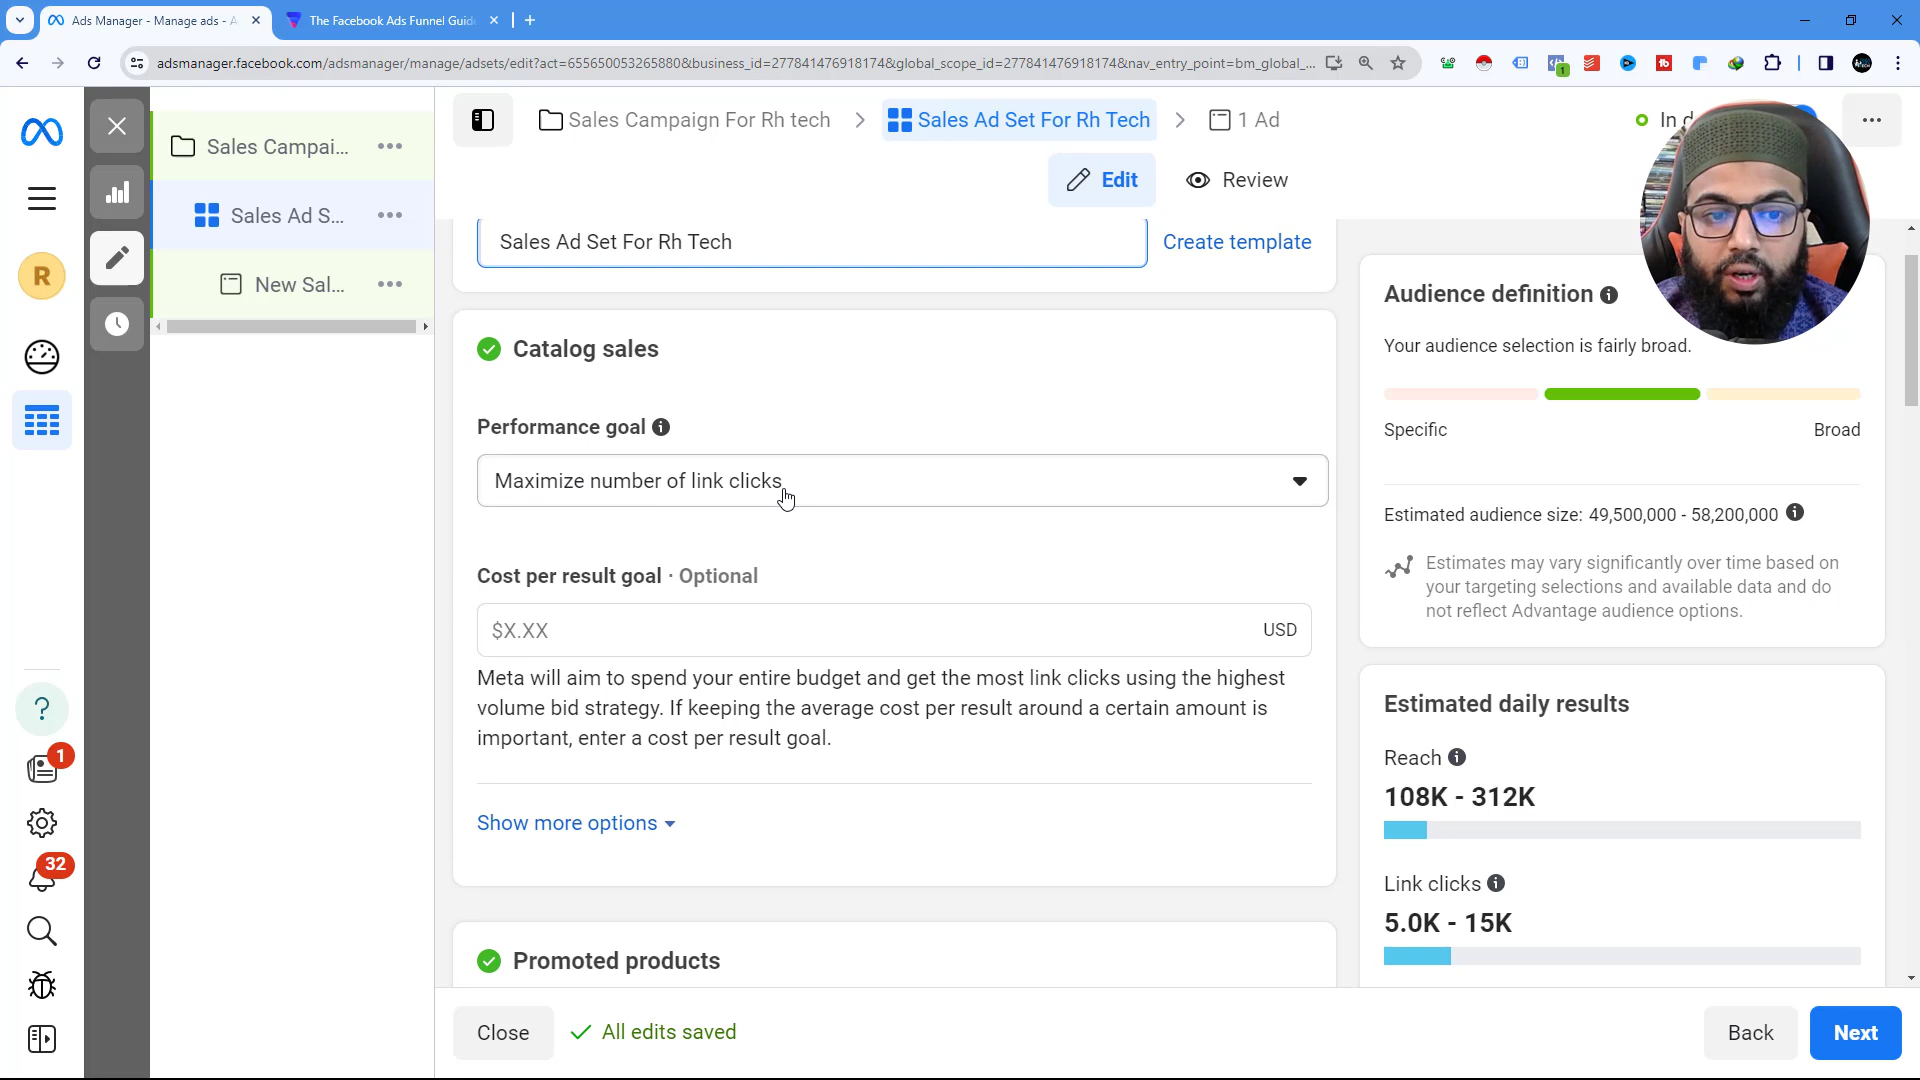 Ads Manager - Manage ads - A
The Facebook Ads Funnel Guid
adsmanager.facebook.com/adsmanager/manage/adsets/edit?act=655650053265880&business_id=277841476918174&global_scope_id=277841476918174&nav_entry_point=bm_global_...
1
Sales Campaign For Rh tech
Sales Ad Set For Rh Tech
1 Ad
In d
Edit
Review
Sales Campai...
Sales Ad S...
New Sal...
R
?
1
32
Sales Ad Set For Rh Tech
Create template
Catalog sales
Performance goal
Maximize number of link clicks
Cost per result goal · Optional
$X.XX
USD
Meta will aim to spend your entire budget and get the most link clicks using the highest
volume bid strategy. If keeping the average cost per result around a certain amount is
important, enter a cost per result goal.
Show more options
Promoted products
Audience definition
Your audience selection is fairly broad.
Specific
Broad
Estimated audience size: 49,500,000 - 58,200,000
Estimates may vary significantly over time based on
your targeting selections and available data and do
not reflect Advantage audience options.
Estimated daily results
Reach
108K - 312K
Link clicks
5.0K - 15K
Close
All edits saved
Back
Next